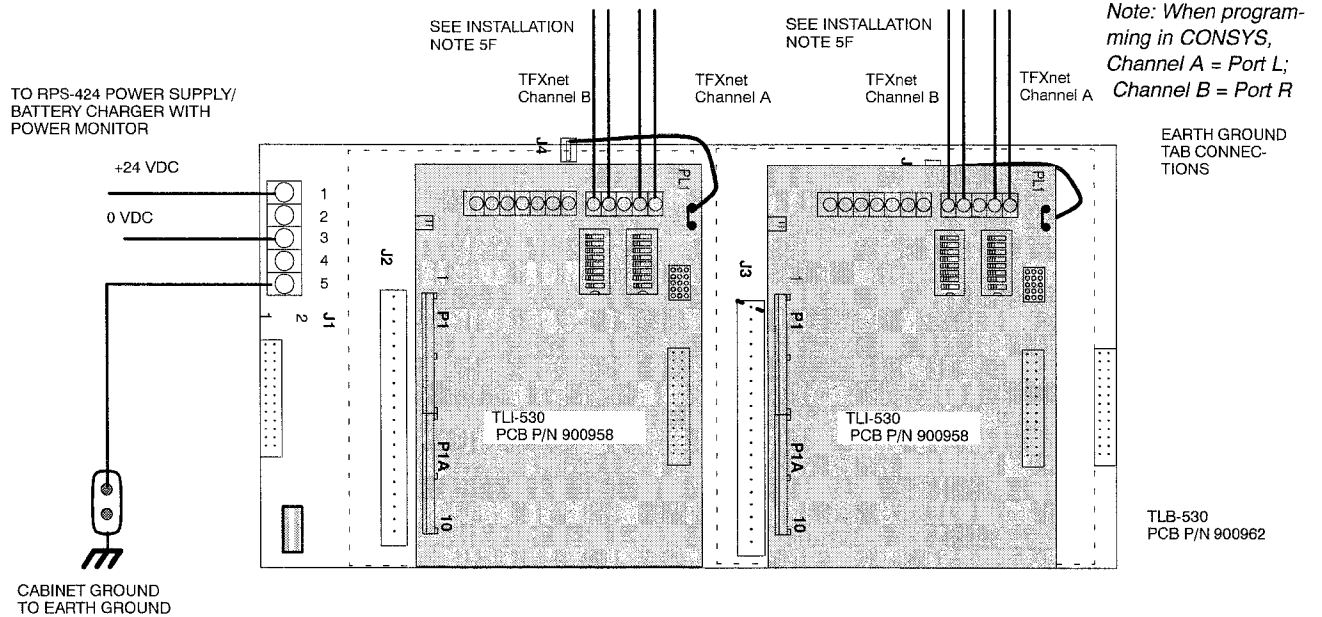 SEE INSTALLATION
NOTE 5F
SEE INSTALLATION
NOTE 5F
Note: When program-
ming in CONSYS,
Channel A = Port L;
Channel B = Port R
TFXnet
Channel B
TFXnet
Channel A
TFXnet
Channel B
TFXnet
Channel A
TO RPS-424 POWER SUPPLY/
BATTERY CHARGER WITH
POWER MONITOR
EARTH GROUND
TAB CONNEC-
TIONS
+24 VDC
0 VDC
1
2
3
4
5
J1
1
2
J4
J
PL1
PL1
J2
J3
1
P1
1
P1
TLI-530
PCB P/N 900958
TLI-530
PCB P/N 900958
P1A
10
P1A
10
TLB-530
PCB P/N 900962
CABINET GROUND
TO EARTH GROUND